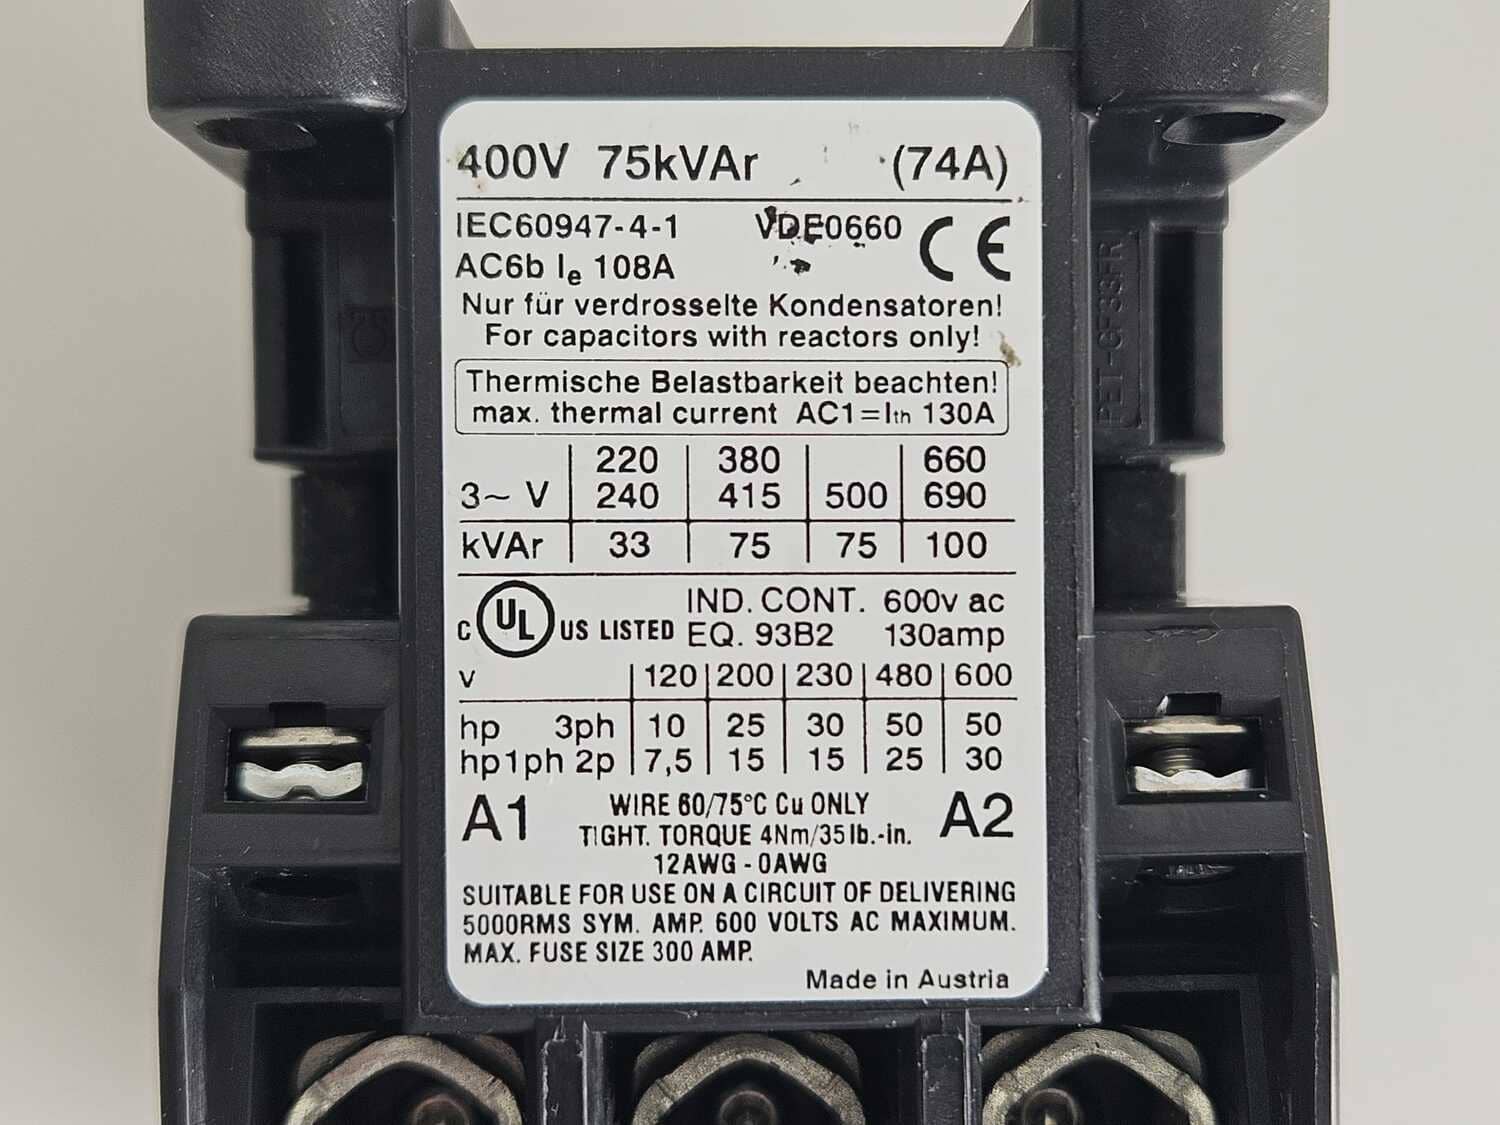 400V 75kVAr (74A)
IEC60947-4-1 VDE0660 CE
AC6b Ie 108A
Nur für verdrosselte Kondensatoren!
For capacitors with reactors only!
Thermische Belastbarkeit beachten!
max. thermal current AC1=Ith 130A
220 380 660
3~ V 240 415 500 690
kVAr 33 75 75 100
C UL US LISTED IND. CONT. 600v ac
EQ. 93B2 130amp
v 120 200 230 480 600
hp 3ph 10 25 30 50 50
hp1ph 2p 7,5 15 15 25 30
A1 WIRE 60/75°C Cu ONLY A2
TIGHT. TORQUE 4Nm/35lb.-in.
12AWG - 0AWG
SUITABLE FOR USE ON A CIRCUIT OF DELIVERING
5000RMS SYM. AMP. 600 VOLTS AC MAXIMUM.
MAX. FUSE SIZE 300 AMP.
Made in Austria
PET-GF33FR